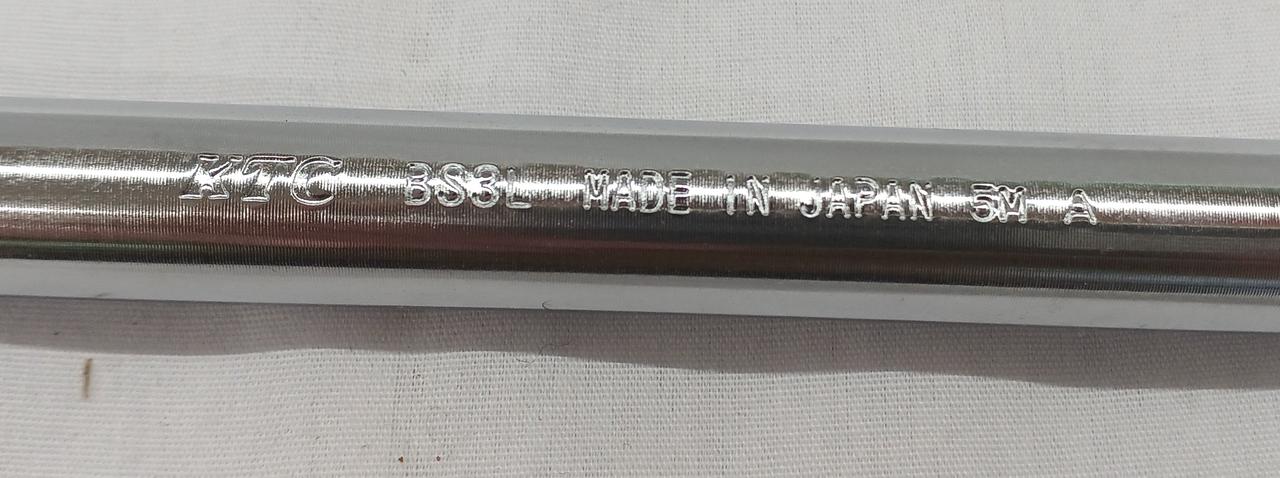 KTC BS3L MADE IN JAPAN 5M A